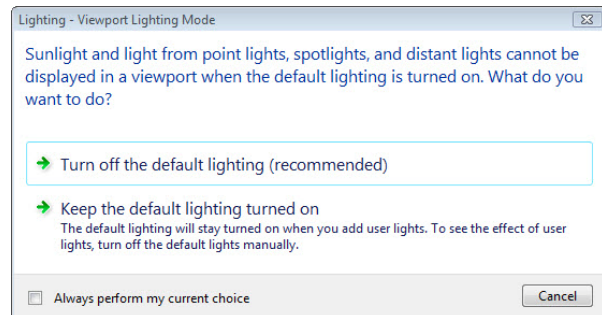 Lighting - Viewport Lighting Mode
Sunlight and light from point lights, spotlights, and distant lights cannot be
displayed in a viewport when the default lighting is turned on. What do you
want to do?
Turn off the default lighting (recommended)
Keep the default lighting turned on
The default lighting will stay turned on when you add user lights. To see the effect of user
lights, turn off the default lights manually.
Always perform my current choice
Cancel